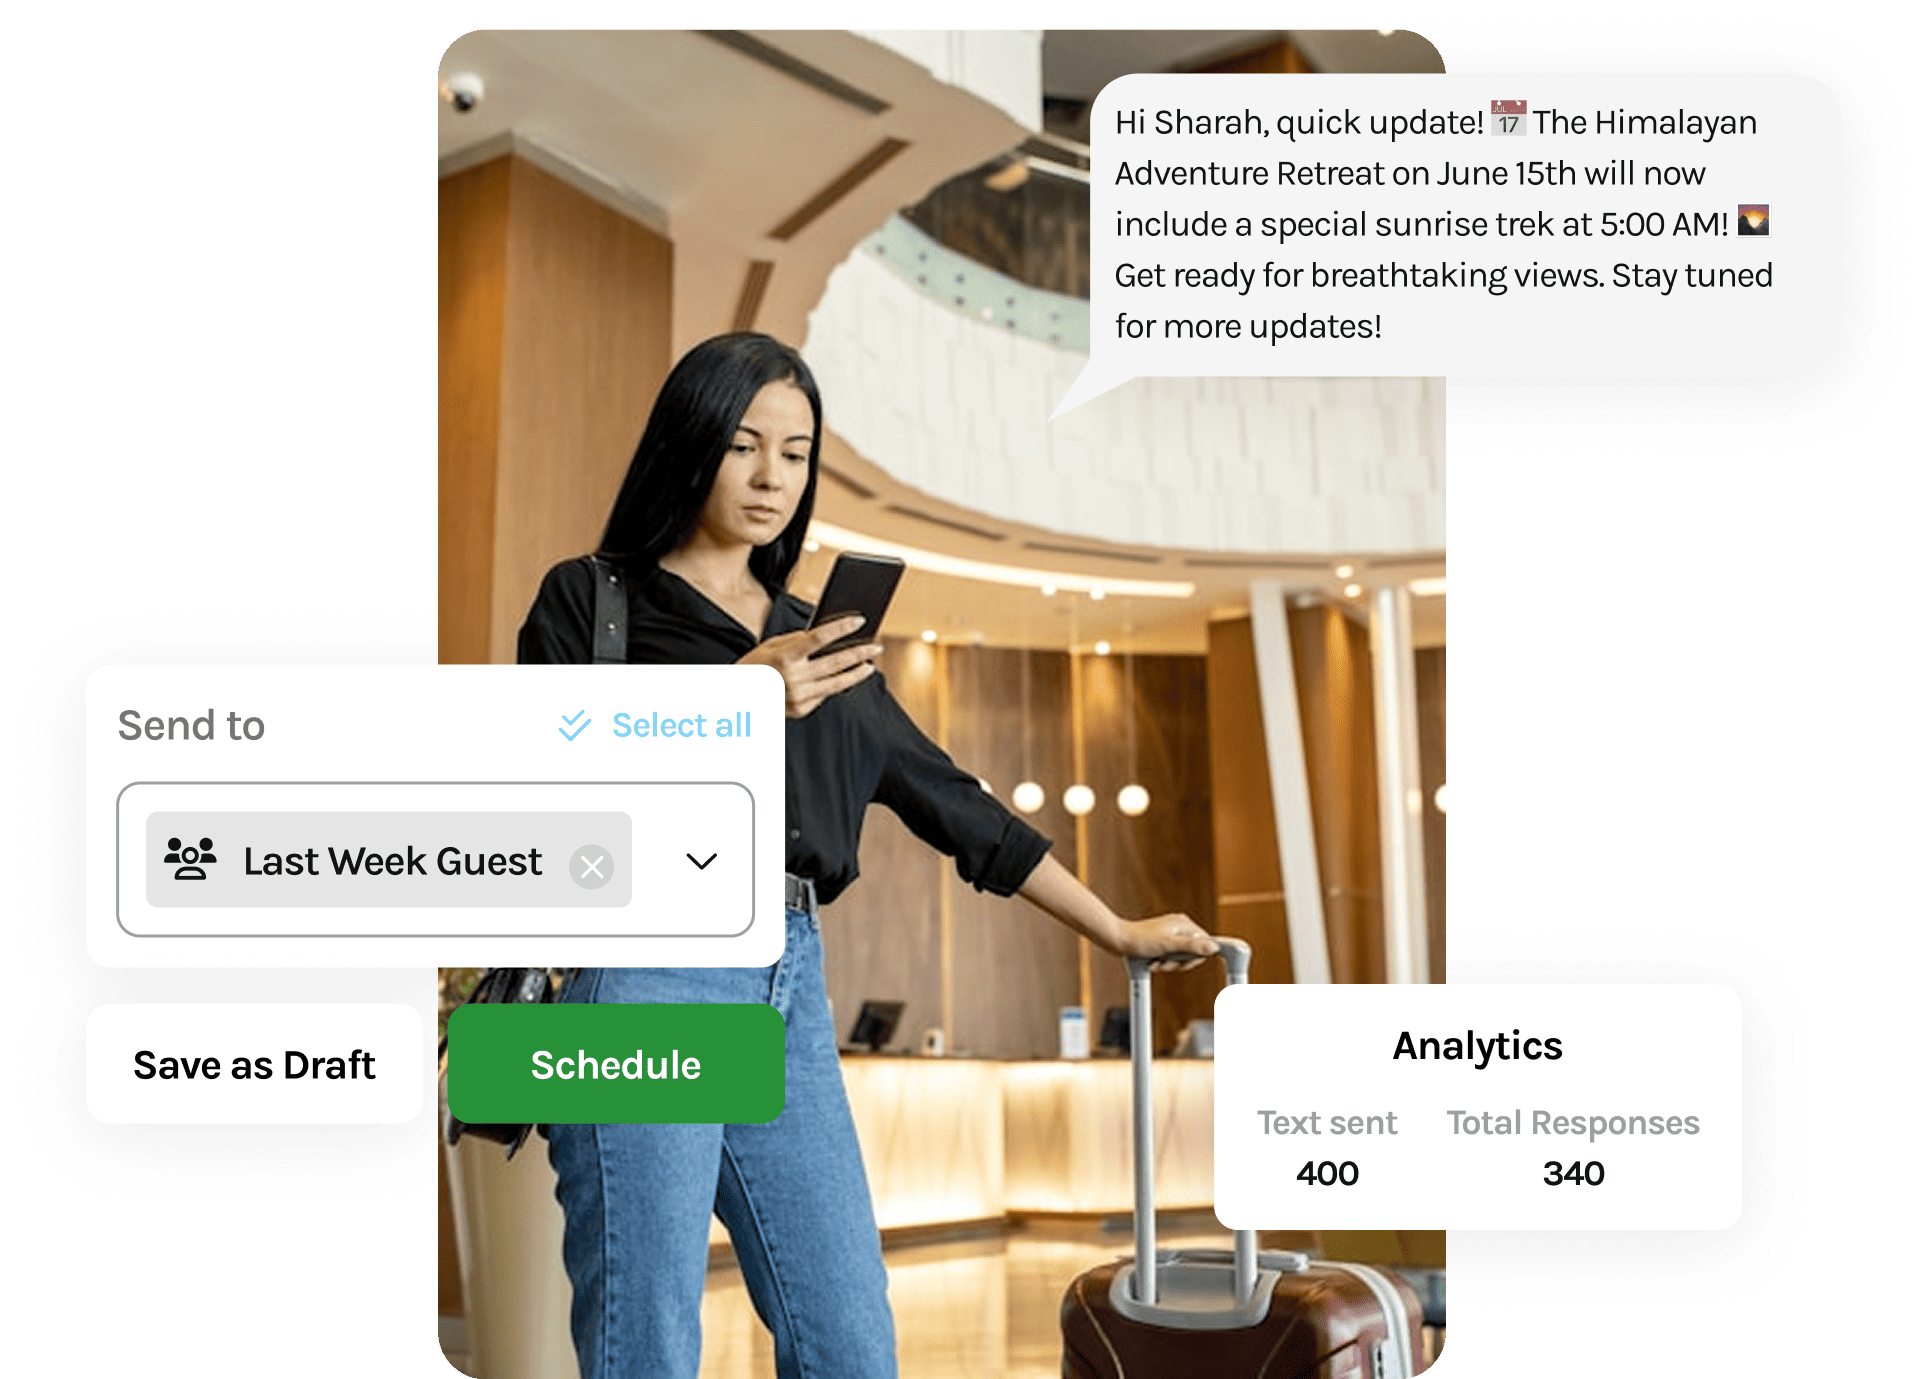 Hi Sharah, quick update! 📅 The Himalayan
Adventure Retreat on June 15th will now
include a special sunrise trek at 5:00 AM! 🌄
Get ready for breathtaking views. Stay tuned
for more updates!
Send to
Select all
Last Week Guest
Save as Draft
Schedule
Analytics
Text sent Total Responses
400 340